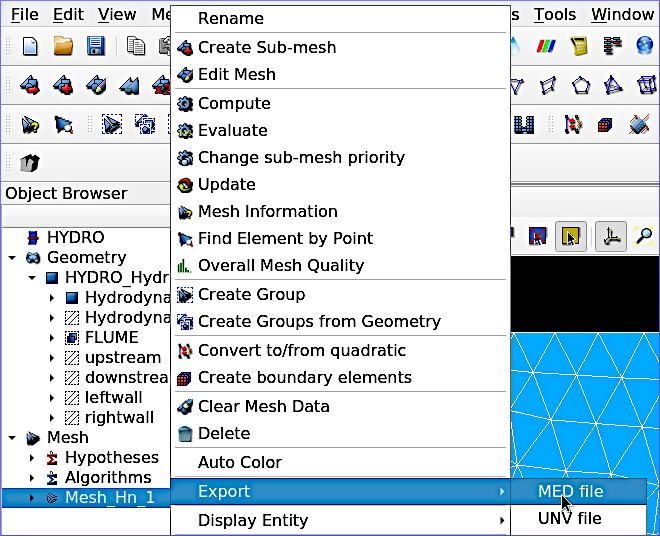 File Edit View M
s Tools Window
Rename
Create Sub-mesh
Edit Mesh
Compute
Evaluate
Change sub-mesh priority
Update
Mesh Information
Find Element by Point
Overall Mesh Quality
Create Group
Create Groups from Geometry
Convert to/from quadratic
Create boundary elements
Clear Mesh Data
Delete
Auto Color
Export
Display Entity
MED file
UNV file
Object Browser
HYDRO
Geometry
HYDRO_Hydr
Hydrodyna
Hydrodyna
FLUME
upstream
downstrea
leftwall
rightwall
Mesh
Hypotheses
Algorithms
Mesh_Hn_1